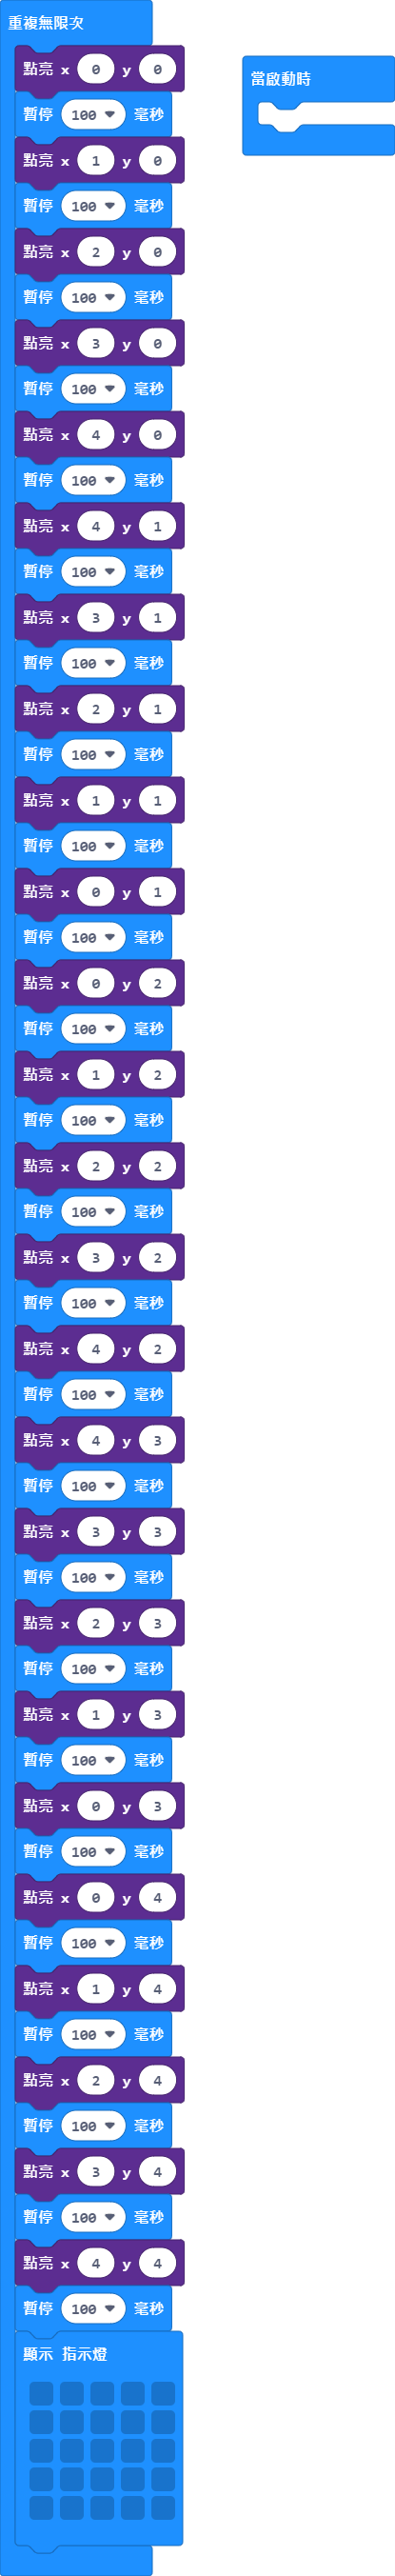 重複無限次
點亮 x 0 y 0
當啟動時
暫停 100 毫秒
點亮 x 1 y 0
暫停 100 毫秒
點亮 x 2 y 0
暫停 100 毫秒
點亮 x 3 y 0
暫停 100 毫秒
點亮 x 4 y 0
暫停 100 毫秒
點亮 x 4 y 1
暫停 100 毫秒
點亮 x 3 y 1
暫停 100 毫秒
點亮 x 2 y 1
暫停 100 毫秒
點亮 x 1 y 1
暫停 100 毫秒
點亮 x 0 y 1
暫停 100 毫秒
點亮 x 0 y 2
暫停 100 毫秒
點亮 x 1 y 2
暫停 100 毫秒
點亮 x 2 y 2
暫停 100 毫秒
點亮 x 3 y 2
暫停 100 毫秒
點亮 x 4 y 2
暫停 100 毫秒
點亮 x 4 y 3
暫停 100 毫秒
點亮 x 3 y 3
暫停 100 毫秒
點亮 x 2 y 3
暫停 100 毫秒
點亮 x 1 y 3
暫停 100 毫秒
點亮 x 0 y 3
暫停 100 毫秒
點亮 x 0 y 4
暫停 100 毫秒
點亮 x 1 y 4
暫停 100 毫秒
點亮 x 2 y 4
暫停 100 毫秒
點亮 x 3 y 4
暫停 100 毫秒
點亮 x 4 y 4
暫停 100 毫秒
顯示 指示燈